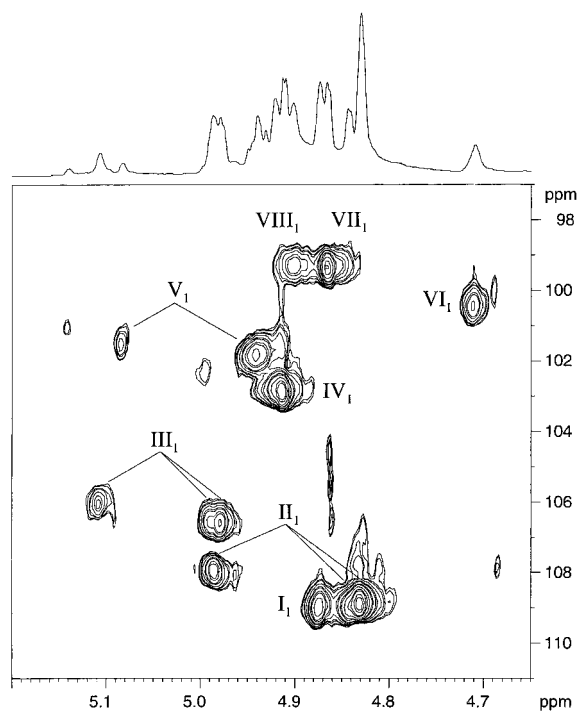 ppm
98
VIII₁ VII₁
100
V₁
VI₁
102
IV₁
104
III₁
106
II₁
108
I₁
110
5.1 5.0 4.9 4.8 4.7 ppm